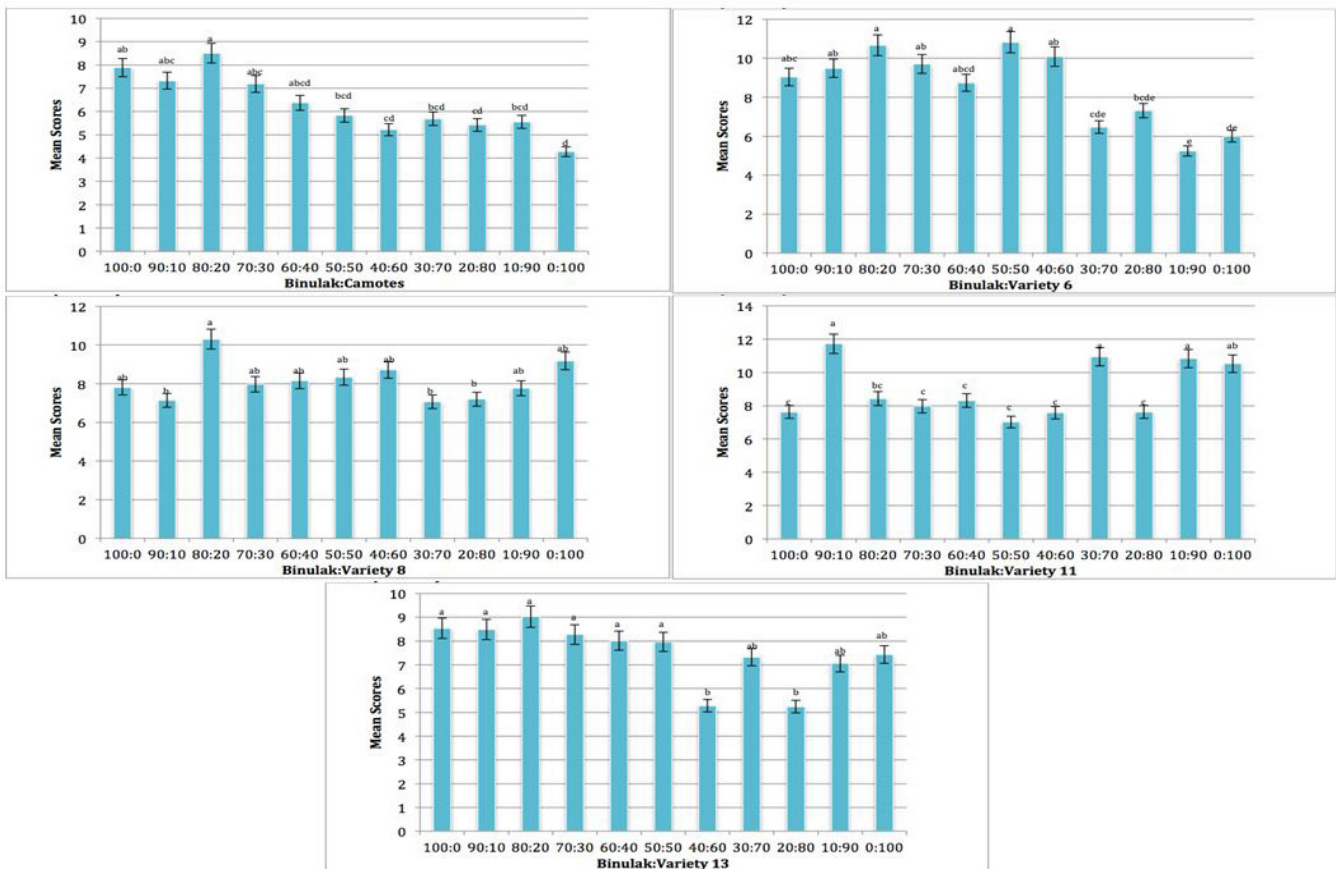 10
9
8
7
6
5
4
3
2
1
0
Mean Scores
ab
abc
a
abc
abcd
bcd
cd
bcd
cd
bcd
d
100:0 90:10 80:20 70:30 60:40 50:50 40:60 30:70 20:80 10:90 0:100
Binulak:Camotes
12
10
8
6
4
2
0
Mean Scores
abc
ab
a
ab
abcd
a
ab
cde
bcde
e
de
100:0 90:10 80:20 70:30 60:40 50:50 40:60 30:70 20:80 10:90 0:100
Binulak:Variety 6
12
10
8
6
4
2
0
Mean Scores
ab
b
a
ab
ab
ab
ab
b
b
ab
ab
100:0 90:10 80:20 70:30 60:40 50:50 40:60 30:70 20:80 10:90 0:100
Binulak:Variety 8
14
12
10
8
6
4
2
0
Mean Scores
c
a
bc
c
c
c
c
a
c
a
ab
100:0 90:10 80:20 70:30 60:40 50:50 40:60 30:70 20:80 10:90 0:100
Binulak:Variety 11
10
9
8
7
6
5
4
3
2
1
0
Mean Scores
a
a
a
a
a
a
b
ab
b
ab
ab
100:0 90:10 80:20 70:30 60:40 50:50 40:60 30:70 20:80 10:90 0:100
Binulak:Variety 13